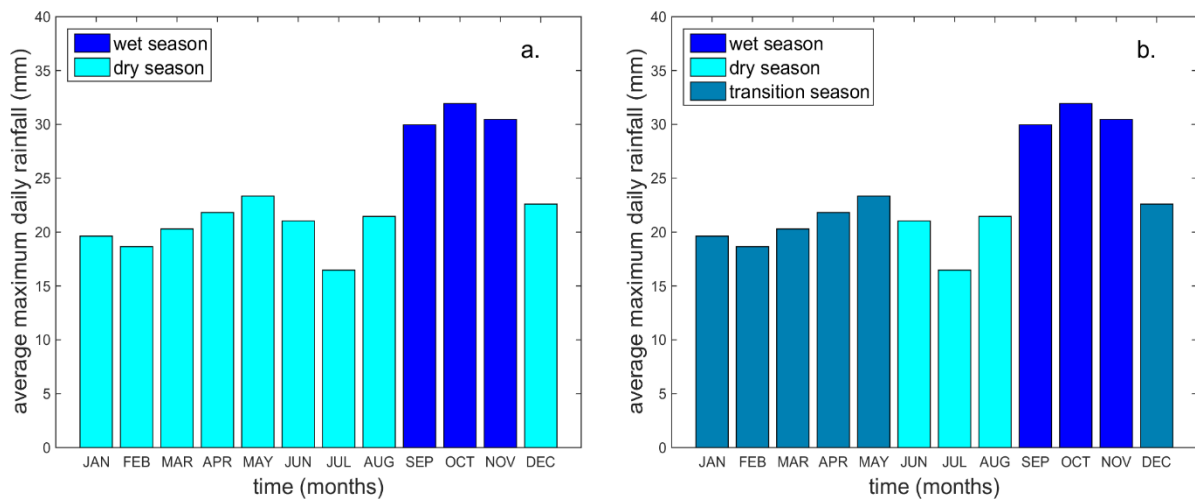 average maximum daily rainfall (mm)
40
35
30
25
20
15
10
5
0
wet season
dry season
a.
JAN FEB MAR APR MAY JUN JUL AUG SEP OCT NOV DEC
time (months)
average maximum daily rainfall (mm)
40
35
30
25
20
15
10
5
0
wet season
dry season
transition season
b.
JAN FEB MAR APR MAY JUN JUL AUG SEP OCT NOV DEC
time (months)